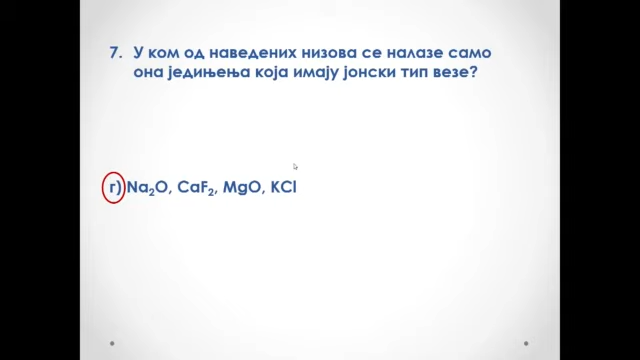 7. У ком од наведених низова се налазе само
она једињења која имају јонски тип везе?
г) Na₂O, CaF₂, MgO, KCl